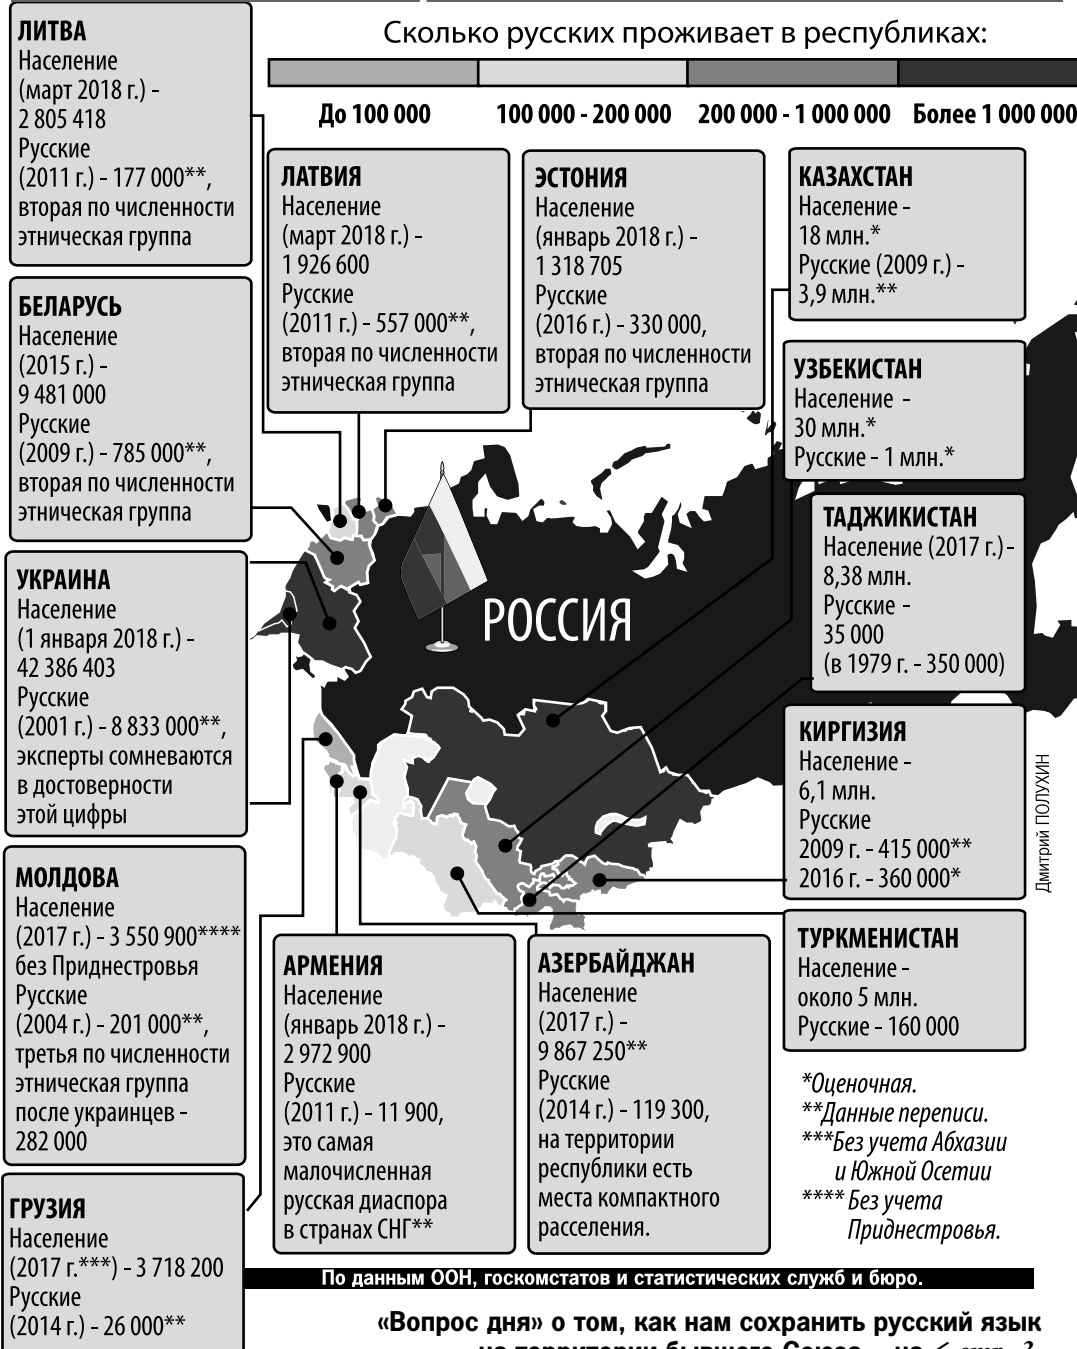 Сколько русских проживает в республиках:
До 100 000
100 000 - 200 000
200 000 - 1 000 000
Более 1 000 000
ЛИТВА
Население
(март 2018 г.) -
2 805 418
Русские
(2011 г.) - 177 000**,
вторая по численности
этническая группа
ЛАТВИЯ
Население
(март 2018 г.) -
1 926 600
Русские
(2011 г.) - 557 000**,
вторая по численности
этническая группа
ЭСТОНИЯ
Население
(январь 2018 г.) -
1 318 705
Русские
(2016 г.) - 330 000,
вторая по численности
этническая группа
КАЗАХСТАН
Население -
18 млн.*
Русские (2009 г.) -
3,9 млн.**
БЕЛАРУСЬ
Население
(2015 г.) -
9 481 000
Русские
(2009 г.) - 785 000**,
вторая по численности
этническая группа
УЗБЕКИСТАН
Население -
30 млн.*
Русские - 1 млн.*
ТАДЖИКИСТАН
Население (2017 г.) -
8,38 млн.
Русские -
35 000
(в 1979 г. - 350 000)
УКРАИНА
Население
(1 января 2018 г.) -
42 386 403
Русские
(2001 г.) - 8 833 000**,
эксперты сомневаются
в достоверности
этой цифры
РОССИЯ
КИРГИЗИЯ
Население -
6,1 млн.
Русские
2009 г. - 415 000**
2016 г. - 360 000*
Дмитрий ПОЛУХИН
МОЛДОВА
Население
(2017 г.) - 3 550 900****
без Приднестровья
Русские
(2004 г.) - 201 000**,
третья по численности
этническая группа
после украинцев -
282 000
АРМЕНИЯ
Население
(январь 2018 г.) -
2 972 900
Русские
(2011 г.) - 11 900,
это самая
малочисленная
русская диаспора
в странах СНГ**
АЗЕРБАЙДЖАН
Население
(2017 г.) -
9 867 250**
Русские
(2014 г.) - 119 300,
на территории
республики есть
места компактного
расселения.
ТУРКМЕНИСТАН
Население -
около 5 млн.
Русские - 160 000
*Оценочная.
**Данные переписи.
***Без учета Абхазии
и Южной Осетии
**** Без учета
Приднестровья.
ГРУЗИЯ
Население
(2017 г.***) - 3 718 200
Русские
(2014 г.) - 26 000**
По данным ООН, госкомстатов и статистических служб и бюро.
«Вопрос дня» о том, как нам сохранить русский язык
на территории бывшего Союза - на < стр. 2.